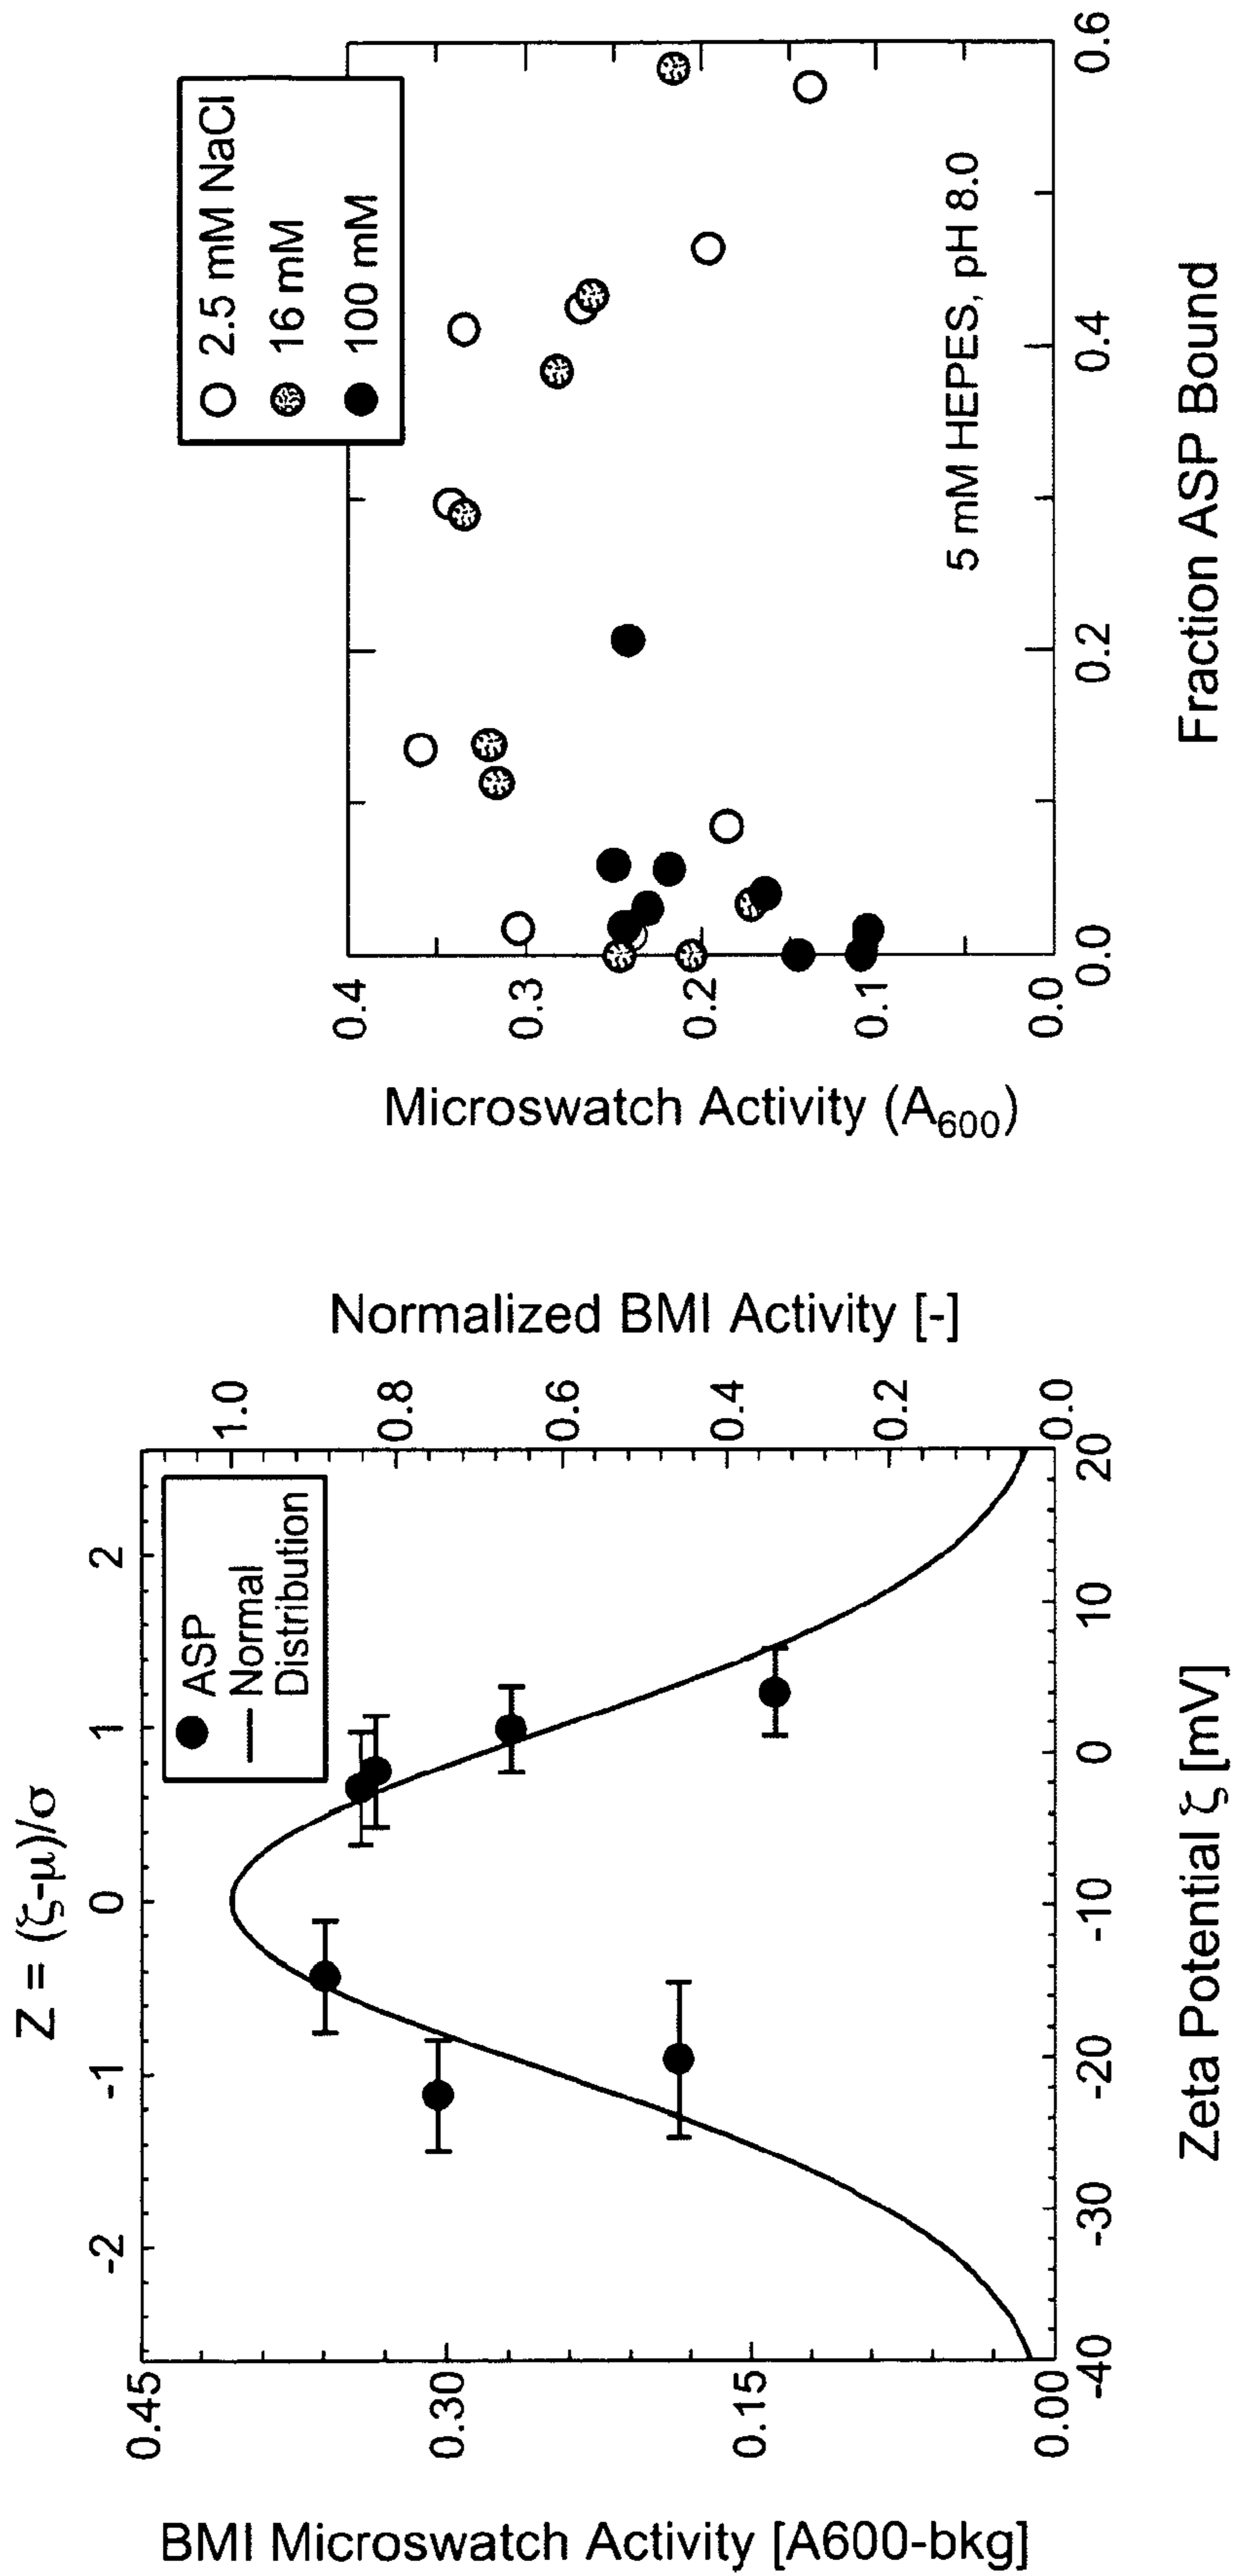 Z = (ζ-μ)/σ
-2 -1 0 1 2
ASP
Normal
Distribution
BMI Microswatch Activity [A600-bkg]
0.45
0.30
0.15
0.00
Normalized BMI Activity [-]
1.0
0.8
0.6
0.4
0.2
0.0
-40 -30 -20 -10 0 10 20
Zeta Potential ζ [mV]
2.5 mM NaCl
16 mM
100 mM
Microswatch Activity (A₆₀₀)
0.4
0.3
0.2
0.1
0.0
5 mM HEPES, pH 8.0
0.0 0.2 0.4 0.6
Fraction ASP Bound